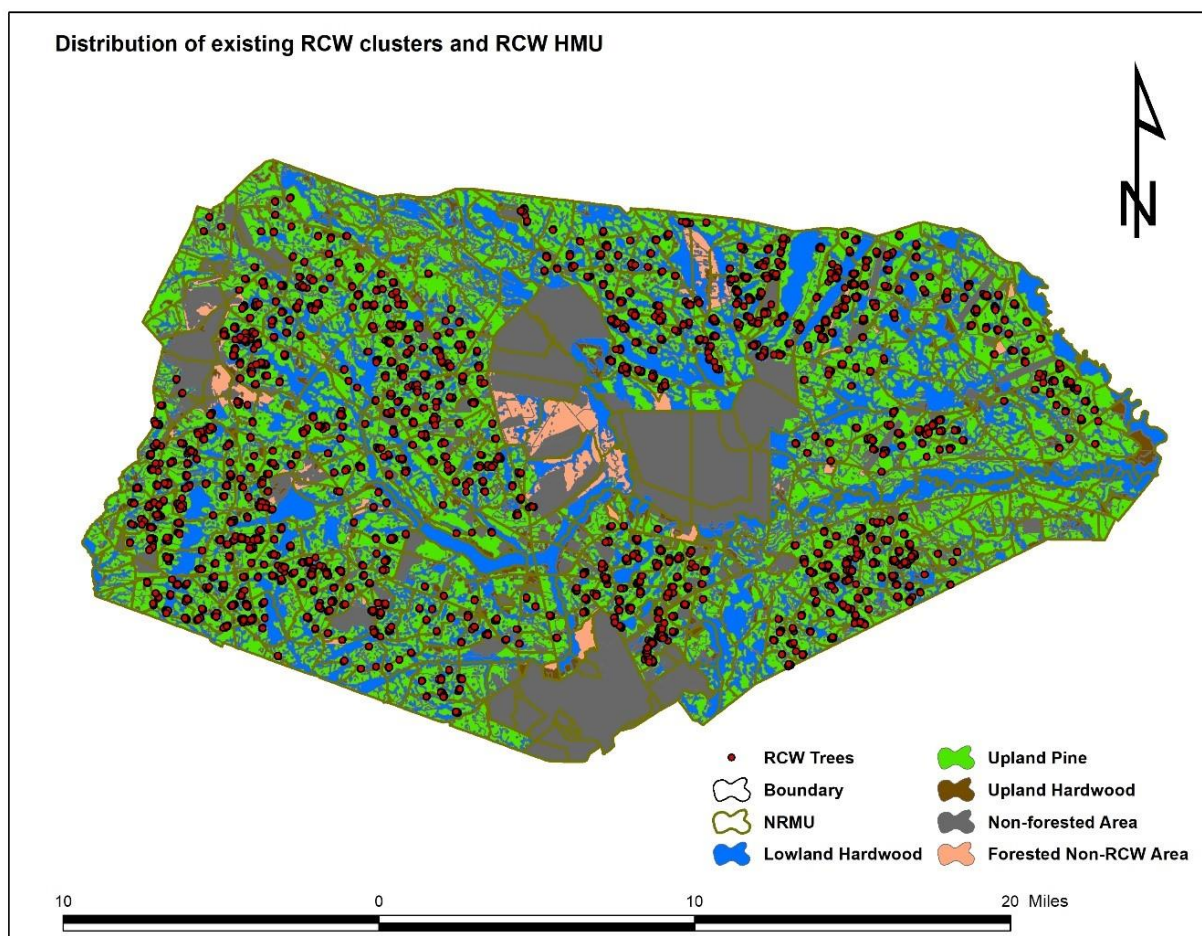 Distribution of existing RCW clusters and RCW HMU
N
RCW Trees
Boundary
NRMU
Lowland Hardwood
Upland Pine
Upland Hardwood
Non-forested Area
Forested Non-RCW Area
10 0 10 20 Miles